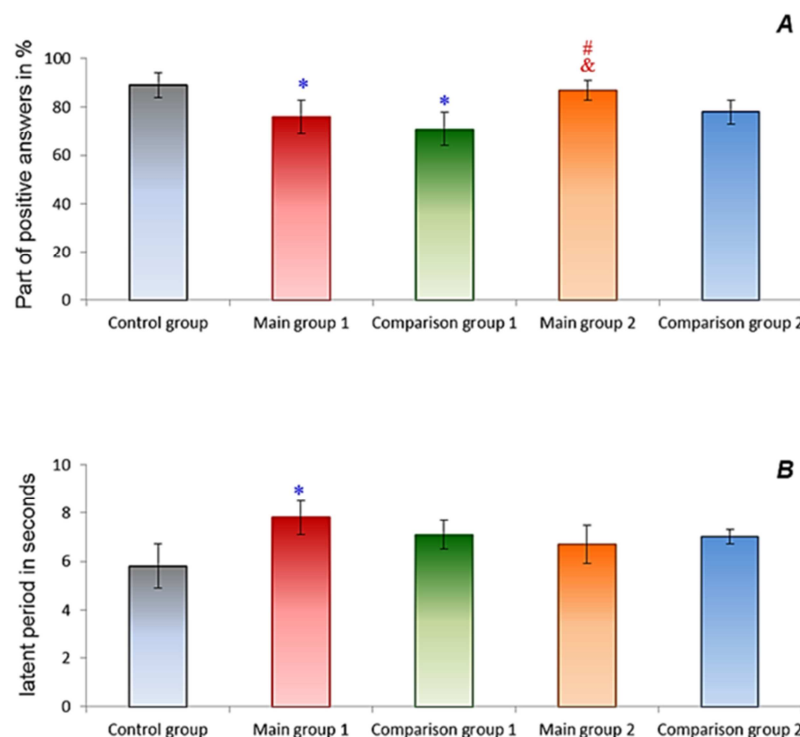 A
Part of positive answers in %
100
80
60
40
20
0
*
*
#
&
Control group
Main group 1
Comparison group 1
Main group 2
Comparison group 2
B
latent period in seconds
10
8
6
4
2
0
*
Control group
Main group 1
Comparison group 1
Main group 2
Comparison group 2